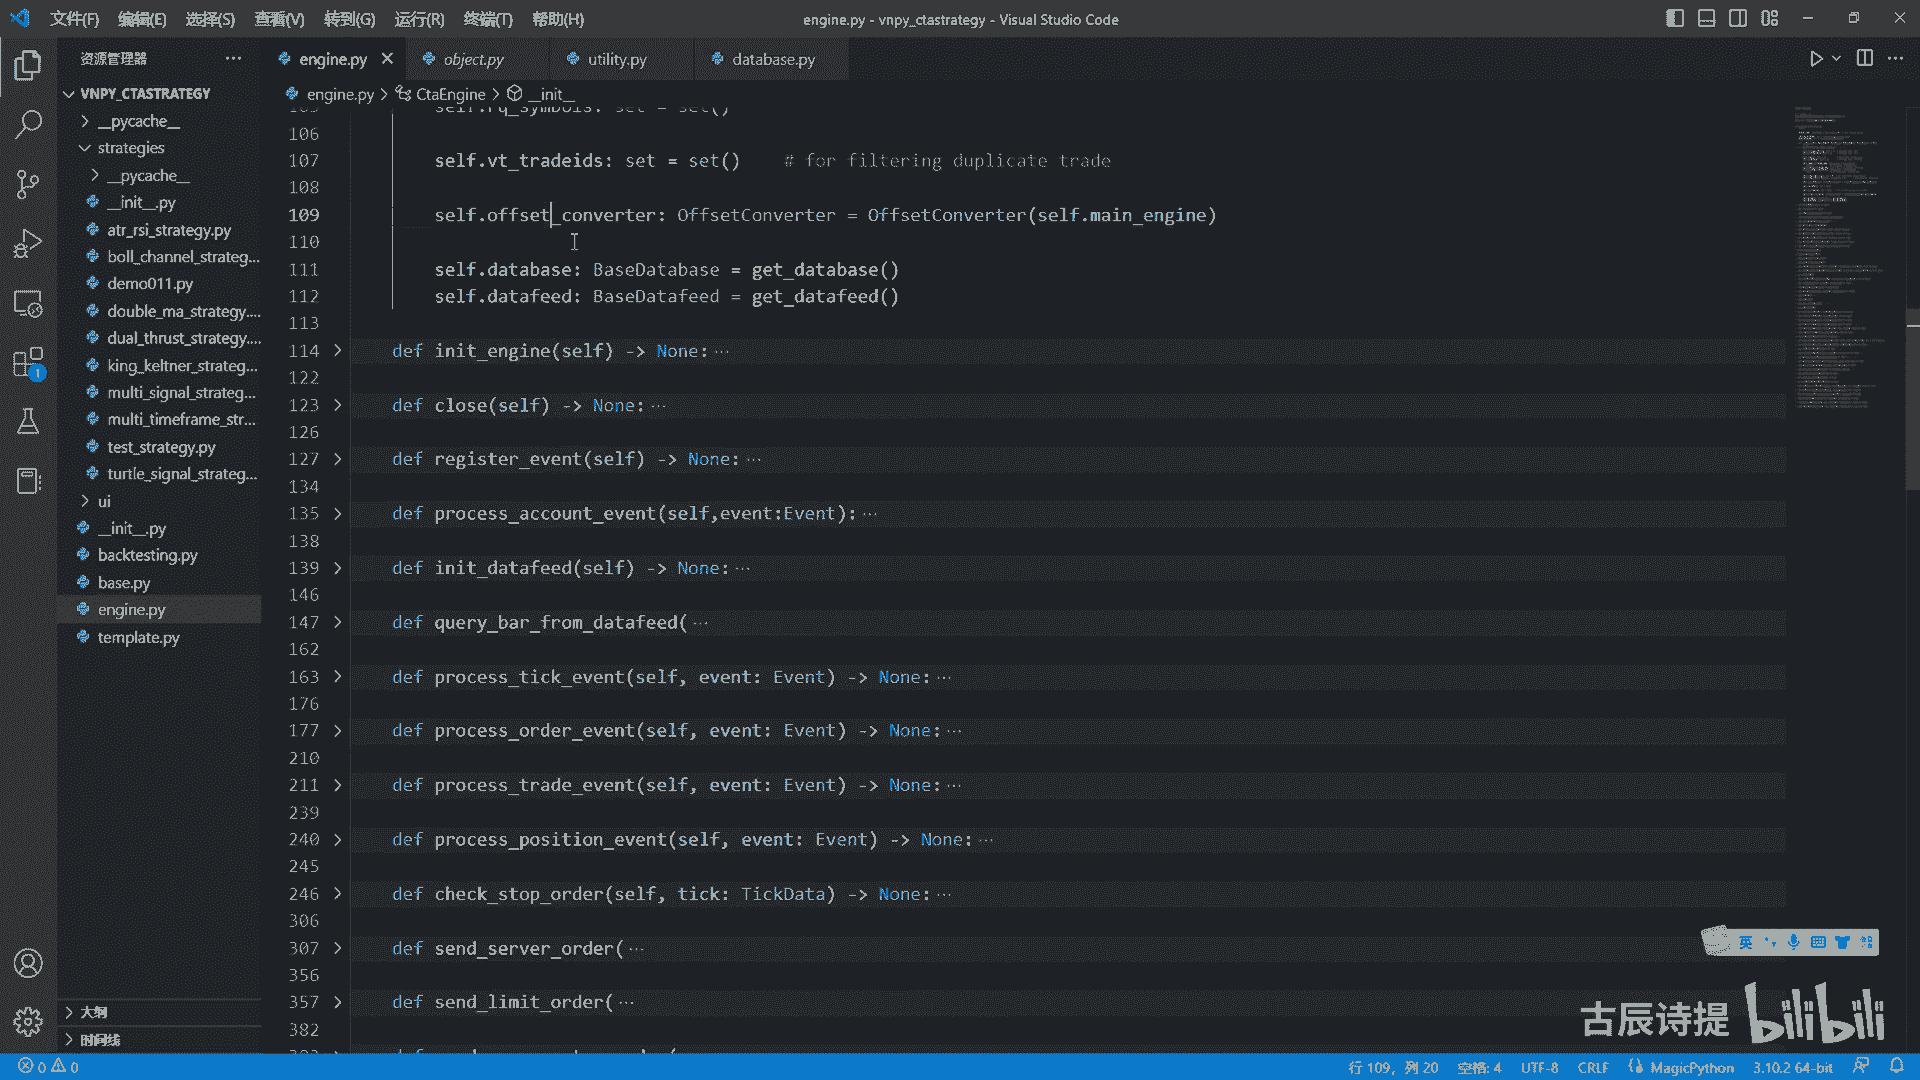 文件(F) 编辑(E) 选择(S) 查看(V) 转到(G) 运行(R) 终端(T) 帮助(H)
engine.py - vnpy_ctastrategy - Visual Studio Code
资源管理器
VNPY_CTASTRATEGY
__pycache__
strategies
__pycache__
__init__.py
atr_rsi_strategy.py
boll_channel_strateg...
demo011.py
double_ma_strategy....
dual_thrust_strategy....
king_keltner_strateg...
multi_signal_strateg...
multi_timeframe_str...
test_strategy.py
turtle_signal_strateg...
ui
__init__.py
backtesting.py
base.py
engine.py
template.py
大纲
时间线
engine.py object.py utility.py database.py
engine.py > CtaEngine > __init__
105 self.rq_symbols: set = set()
106
107 self.vt_tradeids: set = set() # for filtering duplicate trade
108
109 self.offset_converter: OffsetConverter = OffsetConverter(self.main_engine)
110
111 self.database: BaseDatabase = get_database()
112 self.datafeed: BaseDatafeed = get_datafeed()
113
114 def init_engine(self) -> None:···
122
123 def close(self) -> None:···
126
127 def register_event(self) -> None:···
134
135 def process_account_event(self,event:Event):···
138
139 def init_datafeed(self) -> None:···
146
147 def query_bar_from_datafeed(···
162
163 def process_tick_event(self, event: Event) -> None:···
176
177 def process_order_event(self, event: Event) -> None:···
210
211 def process_trade_event(self, event: Event) -> None:···
239
240 def process_position_event(self, event: Event) -> None:···
245
246 def check_stop_order(self, tick: TickData) -> None:···
306
307 def send_server_order(···
356
357 def send_limit_order(···
382
英
古辰诗提 bilibili
0 0
行 109，列 20 空格: 4 UTF-8 CRLF MagicPython 3.10.2 64-bit
1